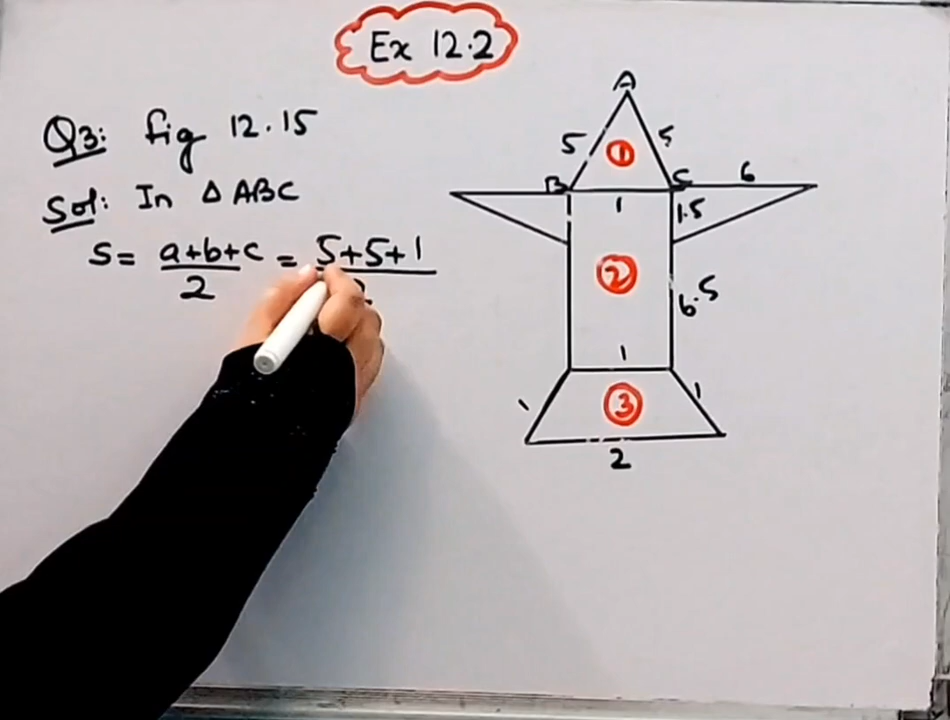 Ex 12.2
Q3: fig 12.15
Sol: In △ ABC
S = a+b+c = 5+5+1
2 2
A
5 5
①
B C 6
1 1.5
②
6.5
1
1 ③ 1
2